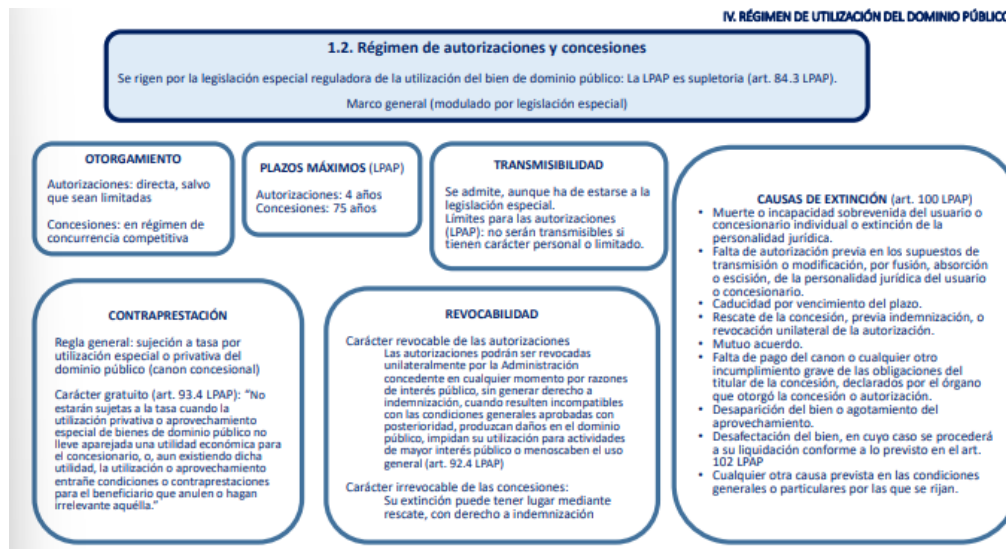 IV. RÉGIMEN DE UTILIZACIÓN DEL DOMINIO PÚBLICO
1.2. Régimen de autorizaciones y concesiones
Se rigen por la legislación especial reguladora de la utilización del bien de dominio público: La LPAP es supletoria (art. 84.3 LPAP).
Marco general (modulado por legislación especial)
OTORGAMIENTO
Autorizaciones: directa, salvo
que sean limitadas
Concesiones: en régimen de
concurrencia competitiva
PLAZOS MÁXIMOS (LPAP)
Autorizaciones: 4 años
Concesiones: 75 años
TRANSMISIBILIDAD
Se admite, aunque ha de estarse a la
legislación especial.
Límites para las autorizaciones
(LPAP): no serán transmisibles si
tienen carácter personal o limitado.
CONTRAPRESTACIÓN
Regla general: sujeción a tasa por
utilización especial o privativa del
dominio público (canon concesional)
Carácter gratuito (art. 93.4 LPAP): “No
estarán sujetas a la tasa cuando la
utilización privativa o aprovechamiento
especial de bienes de dominio público no
lleve aparejada una utilidad económica para
el concesionario, o, aun existiendo dicha
utilidad, la utilización o aprovechamiento
entrañe condiciones o contraprestaciones
para el beneficiario que anulen o hagan
irrelevante aquélla.”
REVOCABILIDAD
Carácter revocable de las autorizaciones
Las autorizaciones podrán ser revocadas
unilateralmente por la Administración
concedente en cualquier momento por razones
de interés público, sin generar derecho a
indemnización, cuando resulten incompatibles
con las condiciones generales aprobadas con
posterioridad, produzcan daños en el dominio
público, impidan su utilización para actividades
de mayor interés público o menoscaben el uso
general (art. 92.4 LPAP)
Carácter irrevocable de las concesiones:
Su extinción puede tener lugar mediante
rescate, con derecho a indemnización
CAUSAS DE EXTINCIÓN (art. 100 LPAP)
• Muerte o incapacidad sobrevenida del usuario o
concesionario individual o extinción de la
personalidad jurídica.
• Falta de autorización previa en los supuestos de
transmisión o modificación, por fusión, absorción
o escisión, de la personalidad jurídica del usuario
o concesionario.
• Caducidad por vencimiento del plazo.
• Rescate de la concesión, previa indemnización, o
revocación unilateral de la autorización.
• Mutuo acuerdo.
• Falta de pago del canon o cualquier otro
incumplimiento grave de las obligaciones del
titular de la concesión, declarados por el órgano
que otorgó la concesión o autorización.
• Desaparición del bien o agotamiento del
aprovechamiento.
• Desafectación del bien, en cuyo caso se procederá
a su liquidación conforme a lo previsto en el art.
102 LPAP
• Cualquier otra causa prevista en las condiciones
generales o particulares por las que se rijan.